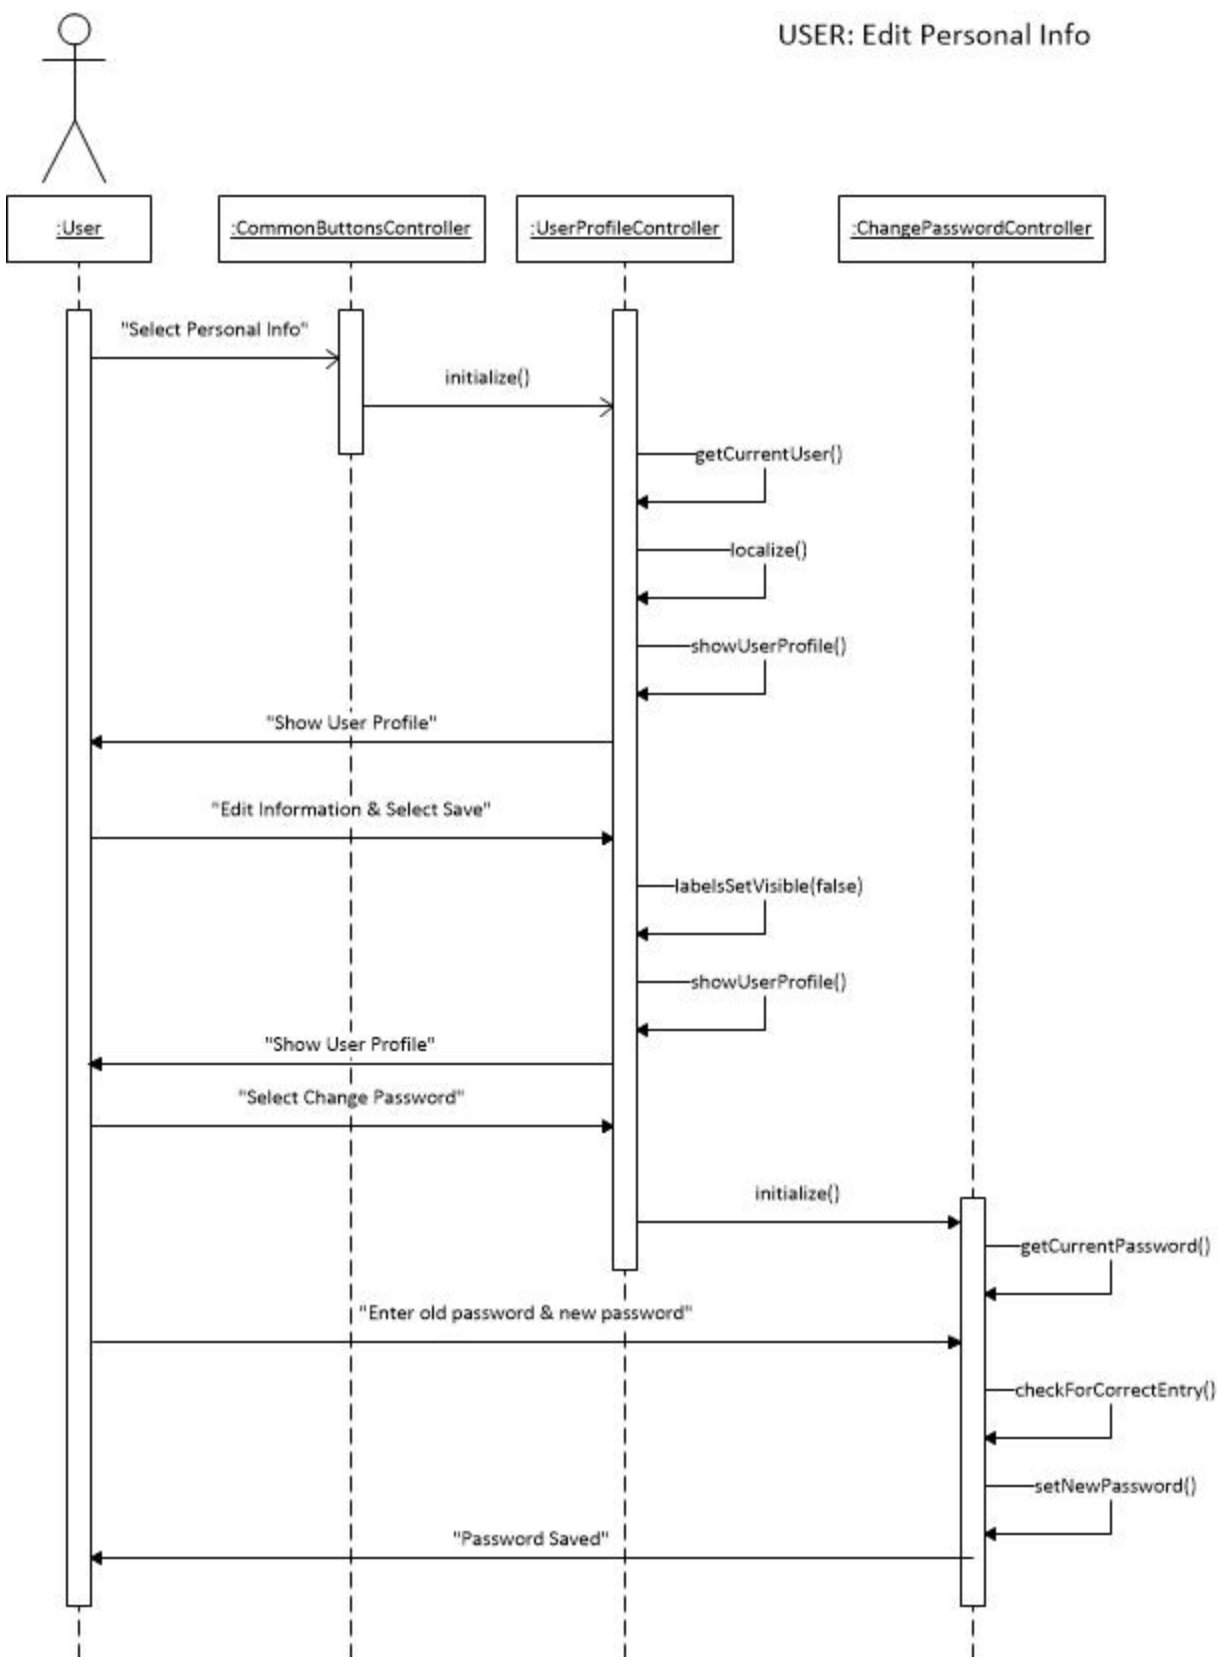 USER: Edit Personal Info
:User
:CommonButtonsController
:UserProfileController
:ChangePasswordController
"Select Personal Info"
initialize()
getCurrentUser()
localize()
showUserProfile()
"Show User Profile"
"Edit Information & Select Save"
labelsSetVisible(false)
showUserProfile()
"Show User Profile"
"Select Change Password"
initialize()
getCurrentPassword()
"Enter old password & new password"
checkForCorrectEntry()
setNewPassword()
"Password Saved"